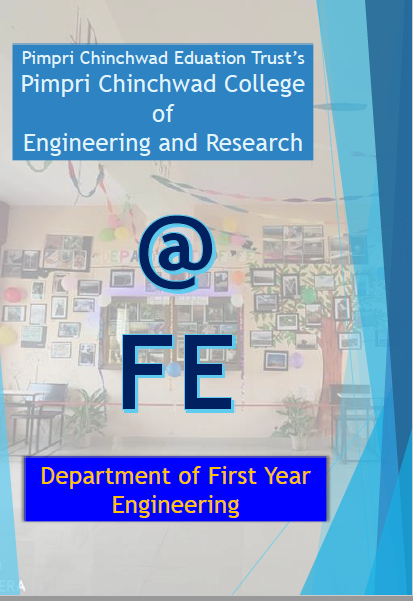 Pimpri Chinchwad Eduation Trust's
Pimpri Chinchwad College
of
Engineering and Research
@
FE
Department of First Year
Engineering